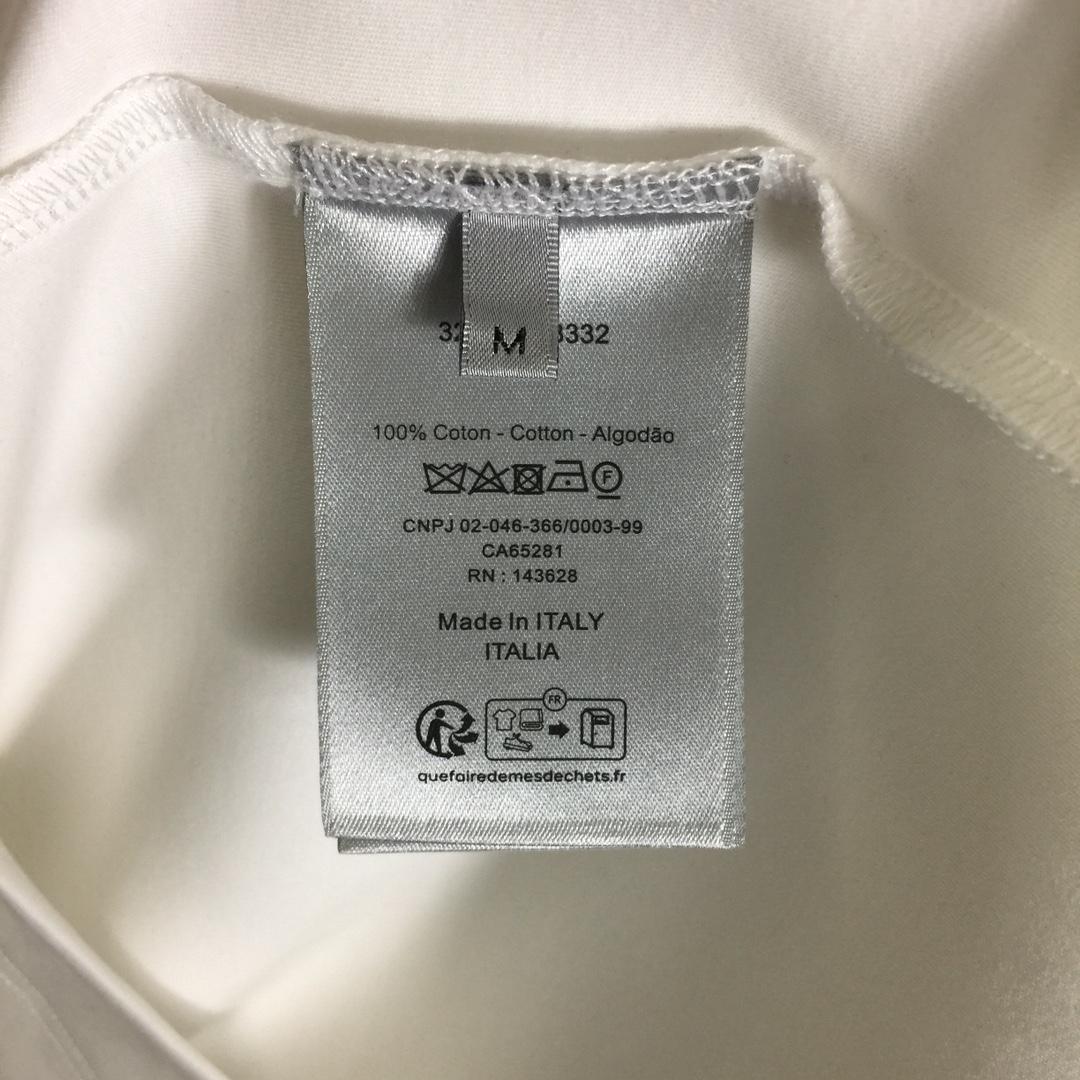 32 M 3332
100% Coton - Cotton - Algodão
F
CNPJ 02-046-366/0003-99
CA65281
RN : 143628
Made In ITALY
ITALIA
FR
quefairedemesdechets.fr